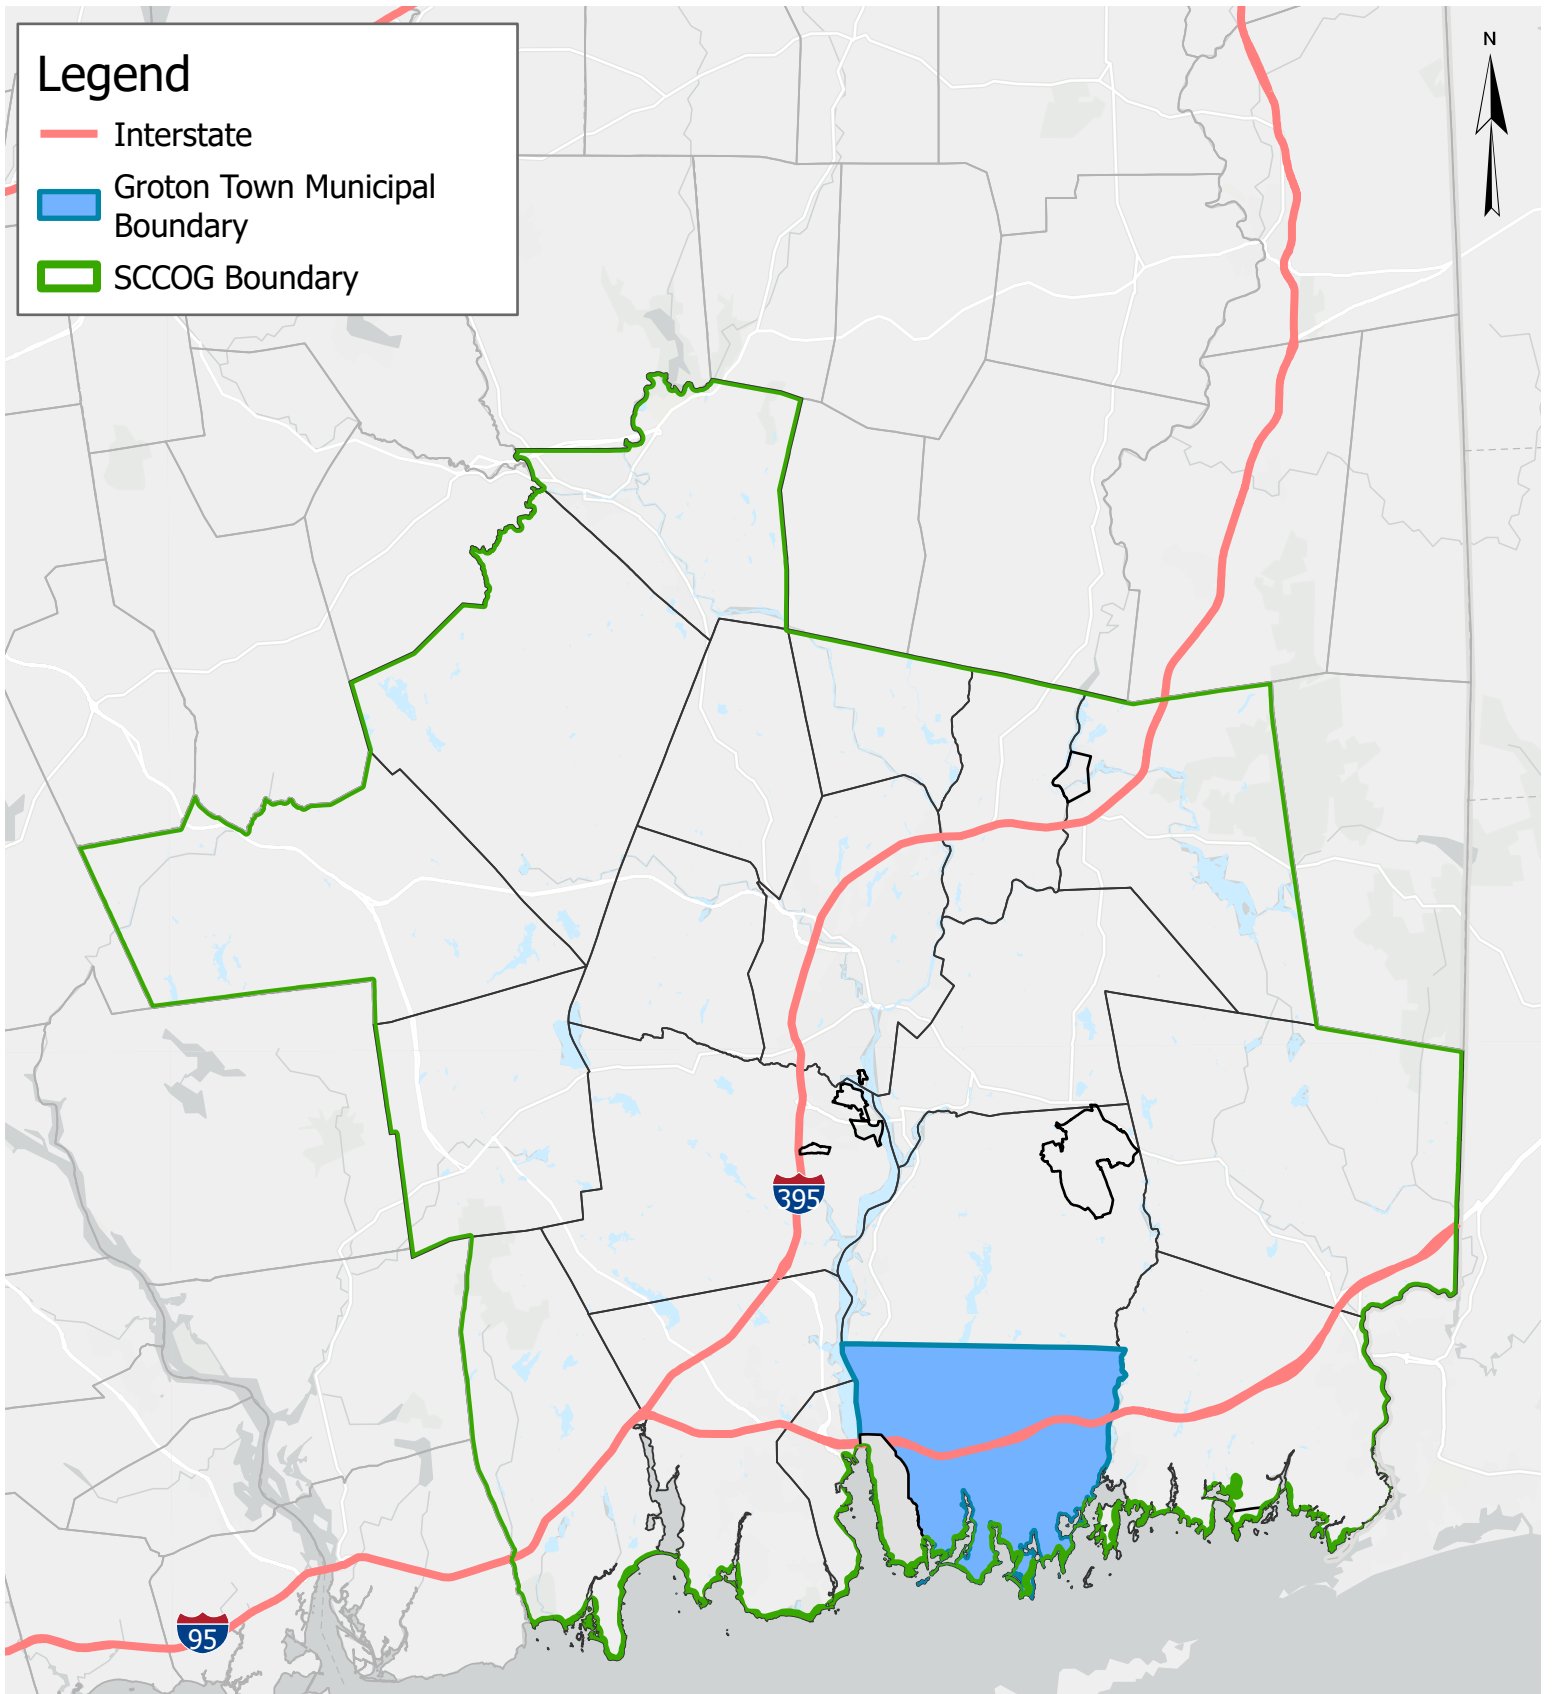 Legend
Interstate
Groton Town Municipal
Boundary
SCCOG Boundary
N
395
95